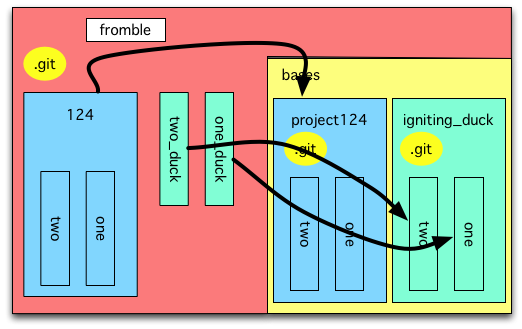 fromble
.git
bases
124
two_duck
one_duck
project124
igniting_duck
.git
.git
two
one
two
one
two
one